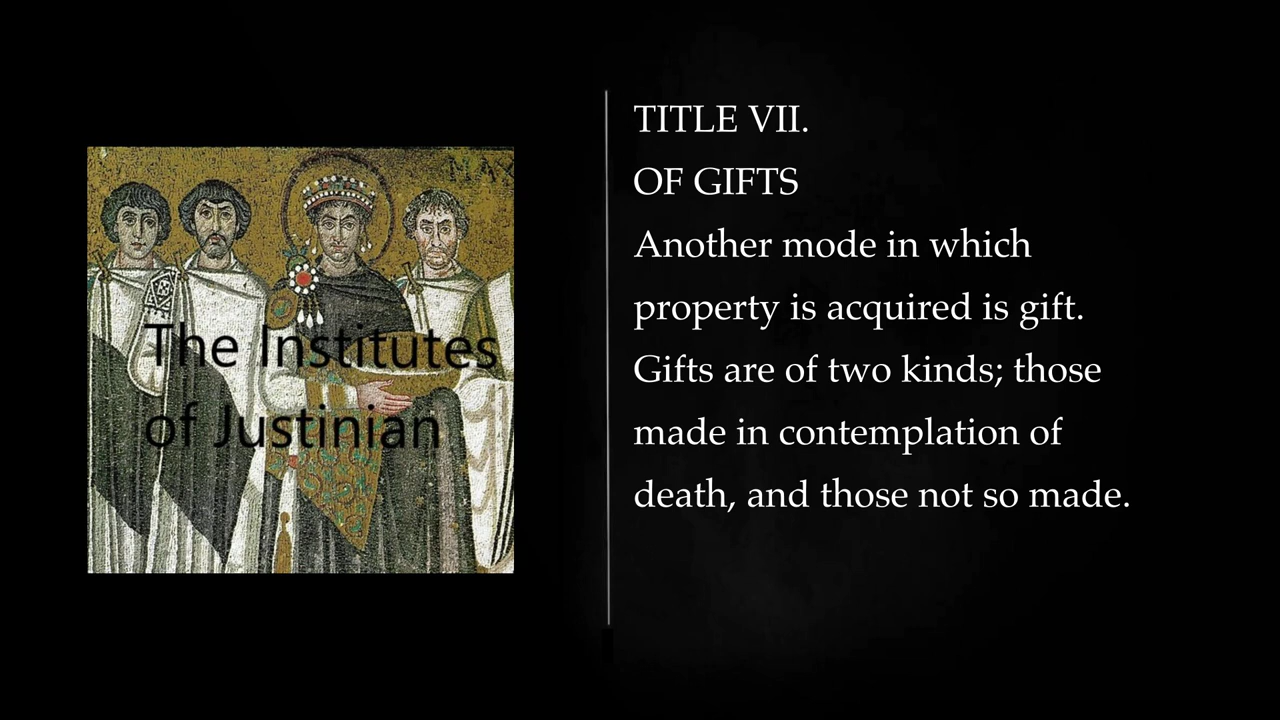 The Institutes
of Justinian
TITLE VII.
OF GIFTS
Another mode in which
property is acquired is gift.
Gifts are of two kinds; those
made in contemplation of
death, and those not so made.